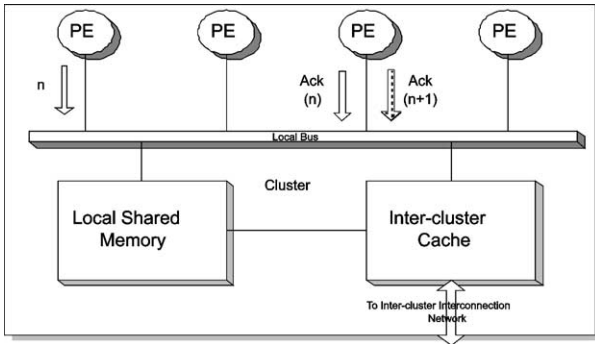 PE
PE
PE
PE
n
Ack
(n)
Ack
(n+1)
Local Bus
Cluster
Local Shared
Memory
Inter-cluster
Cache
To Inter-cluster Interconnection
Network